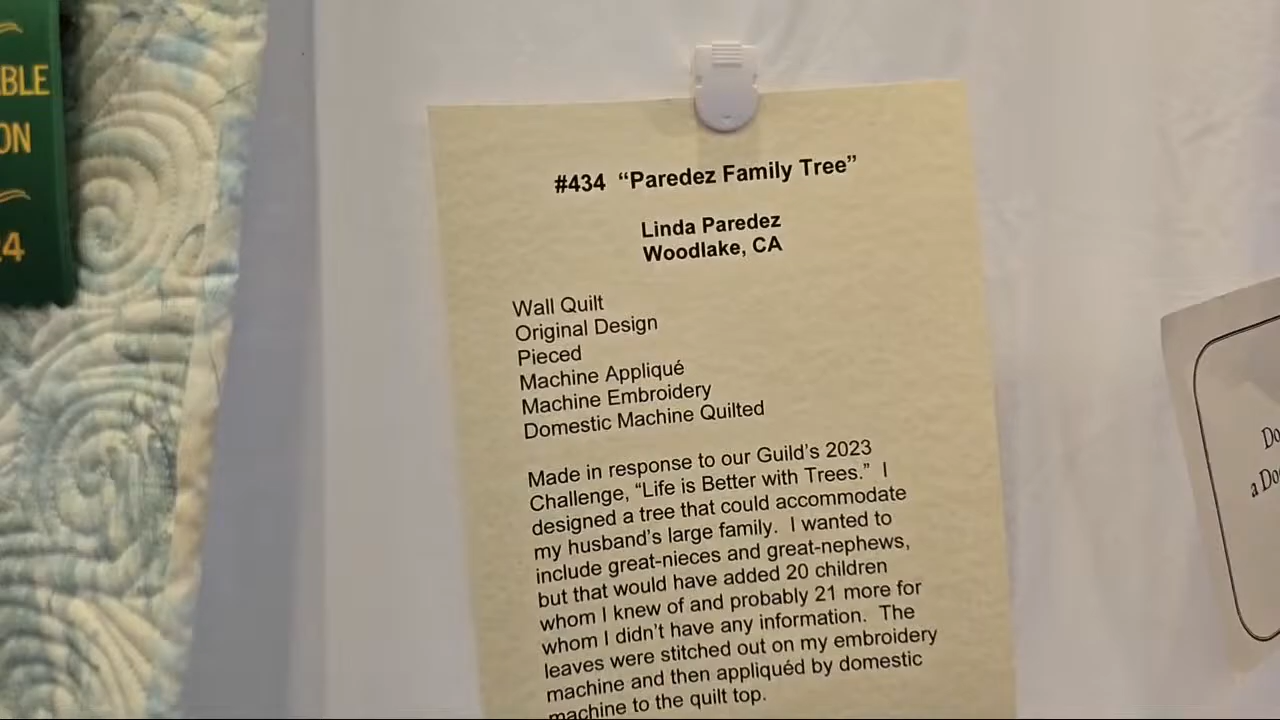 BLE
ON
24
#434 “Paredez Family Tree”
Linda Paredez
Woodlake, CA
Wall Quilt
Original Design
Pieced
Machine Appliqué
Machine Embroidery
Domestic Machine Quilted
Made in response to our Guild’s 2023
Challenge, “Life is Better with Trees.” I
designed a tree that could accommodate
my husband’s large family. I wanted to
include great-nieces and great-nephews,
but that would have added 20 children
whom I knew of and probably 21 more for
whom I didn’t have any information. The
leaves were stitched out on my embroidery
machine and then appliquéd by domestic
machine to the quilt top.
Do
a Do